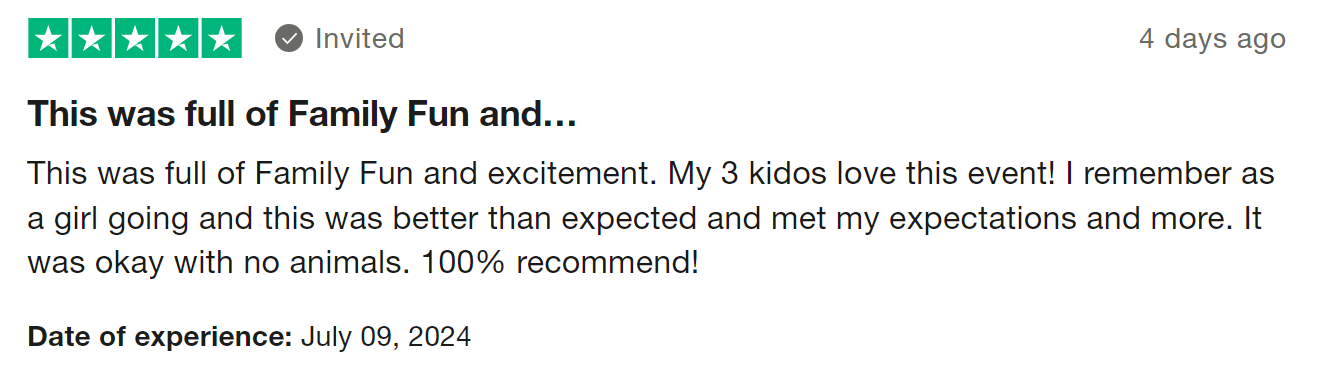 Invited
4 days ago
This was full of Family Fun and…
This was full of Family Fun and excitement. My 3 kidos love this event! I remember as
a girl going and this was better than expected and met my expectations and more. It
was okay with no animals. 100% recommend!
Date of experience: July 09, 2024